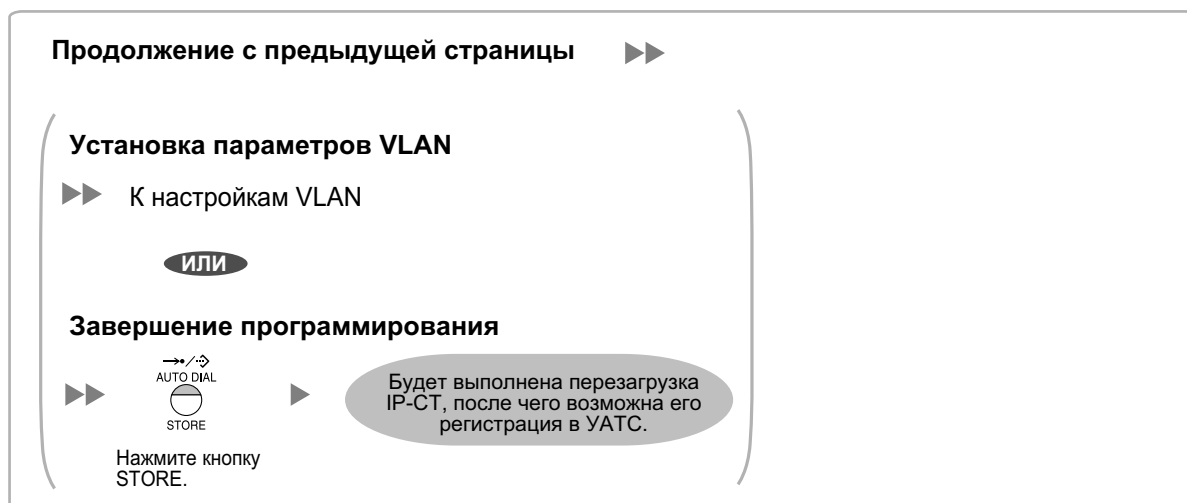 Продолжение с предыдущей страницы
Установка параметров VLAN
К настройкам VLAN
ИЛИ
Завершение программирования
AUTO DIAL
STORE
Нажмите кнопку
STORE.
Будет выполнена перезагрузка
IP-СТ, после чего возможна его
регистрация в УАТС.